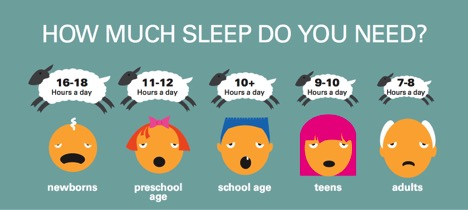 HOW MUCH SLEEP DO YOU NEED?
16-18
Hours a day
11-12
Hours a day
10+
Hours a day
9-10
Hours a day
7-8
Hours a day
newborns
preschool
age
school age
teens
adults